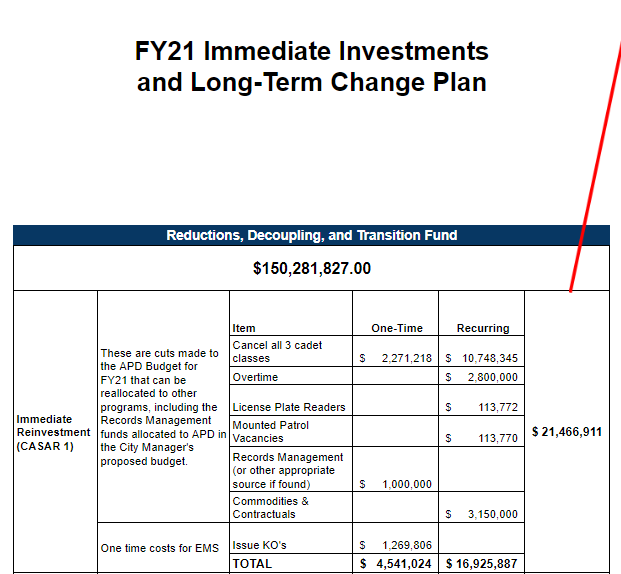 FY21 Immediate Investments
and Long-Term Change Plan
Reductions, Decoupling, and Transition Fund
$150,281,827.00
Item One-Time Recurring
Immediate
Reinvestment
(CASAR 1)
These are cuts made to
the APD Budget for
FY21 that can be
reallocated to other
programs, including the
Records Management
funds allocated to APD in
the City Manager's
proposed budget.
Cancel all 3 cadet
classes $ 2,271,218 $ 10,748,345
Overtime $ 2,800,000
License Plate Readers $ 113,772
Mounted Patrol
Vacancies $ 113,770
Records Management
(or other appropriate
source if found) $ 1,000,000
Commodities &
Contractuals $ 3,150,000
One time costs for EMS Issue KO's $ 1,269,806
TOTAL $ 4,541,024 $ 16,925,887
$ 21,466,911